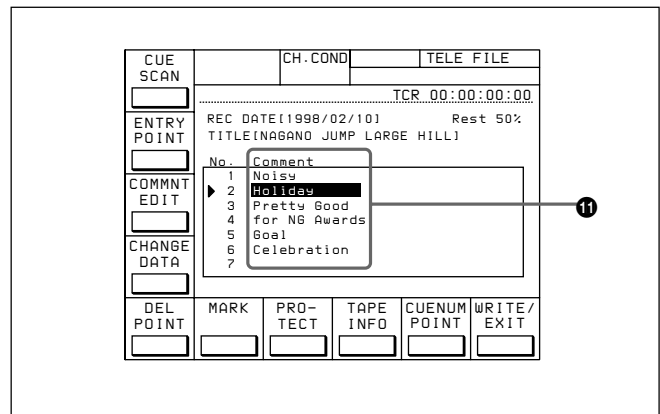 CUE SCAN
CH·COND
TELE FILE
TCR 00:00:00:00
REC DATE[1998/02/10] Rest 50%
TITLE[NAGANO JUMP LARGE HILL]
ENTRY POINT
No. Comment
1 Noisy
2 Holiday
3 Pretty Good
4 for NG Awards
5 Goal
6 Celebration
7
COMMNT EDIT
CHANGE DATA
DEL POINT
MARK
PRO-TECT
TAPE INFO
CUENUM POINT
WRITE/EXIT
⓫